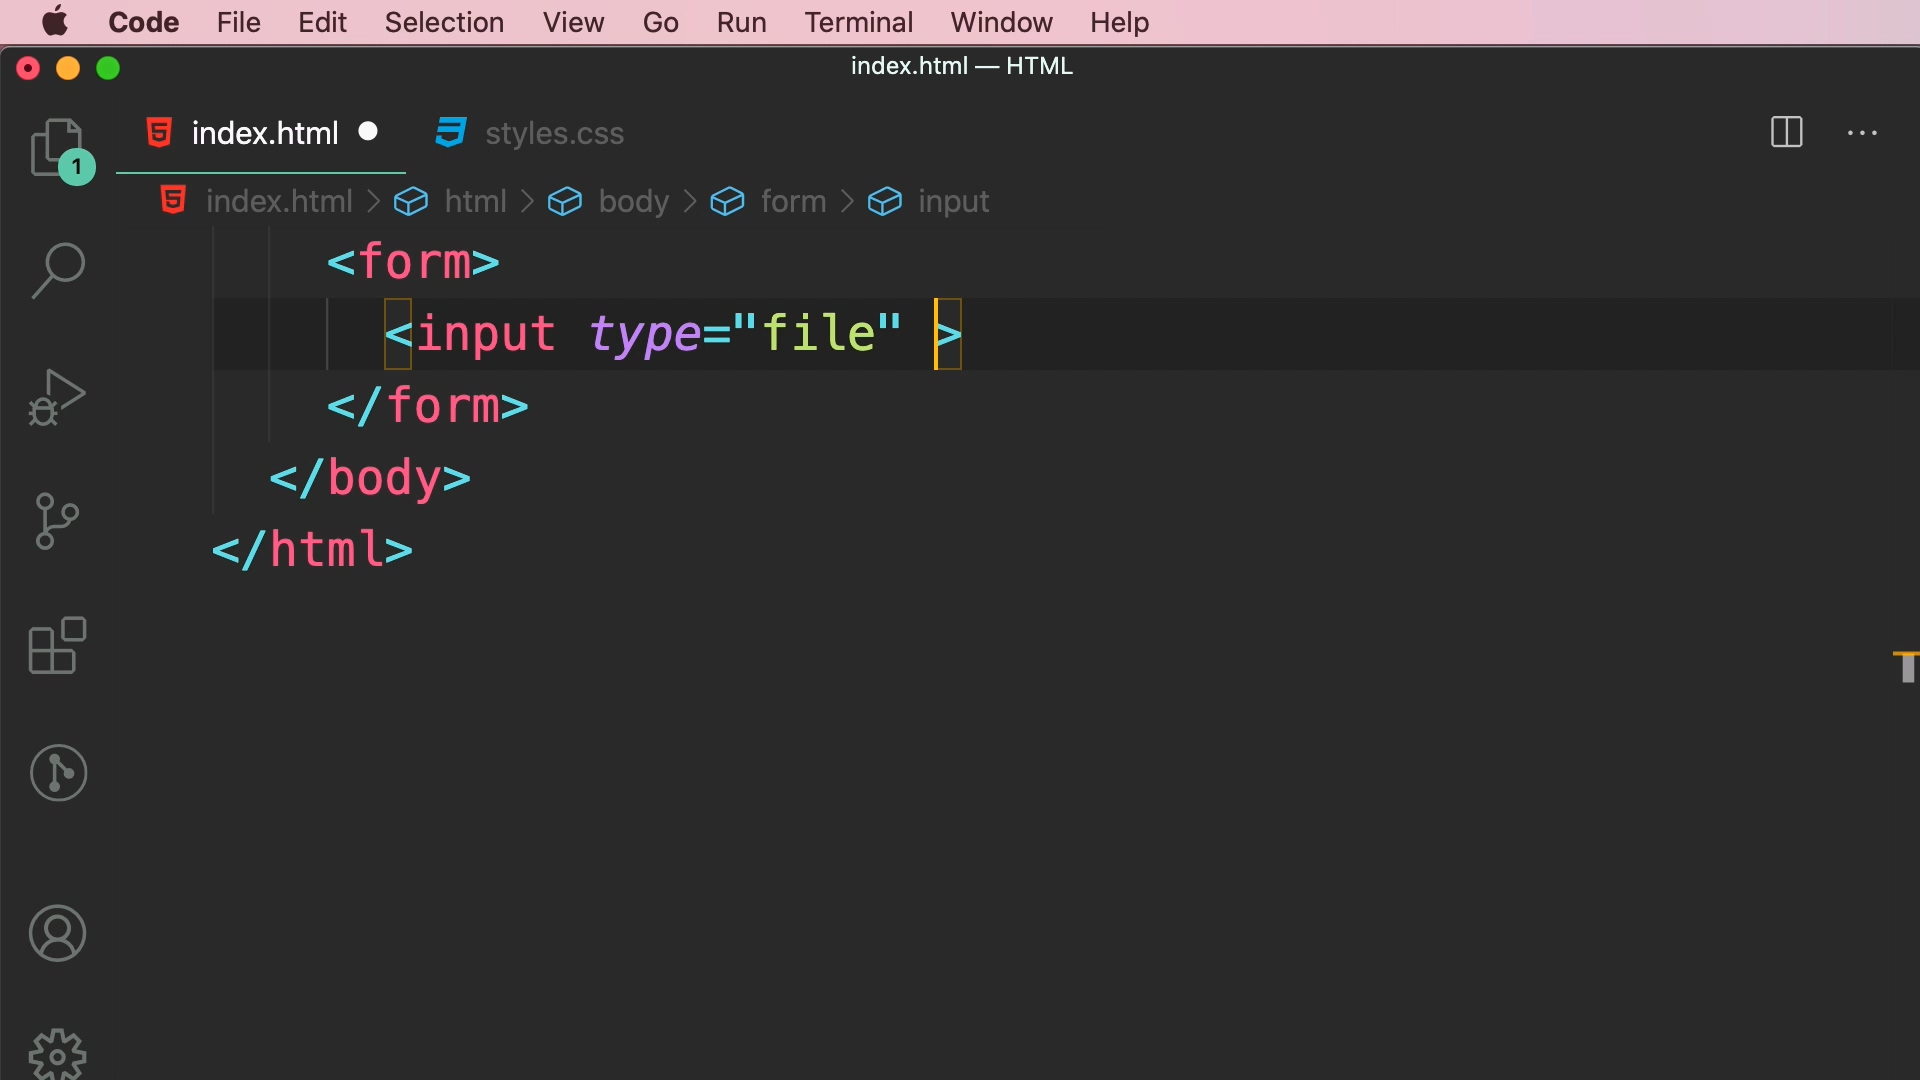 Code File Edit Selection View Go Run Terminal Window Help
index.html — HTML
index.html styles.css
1
index.html > html > body > form > input
<form>
<input type="file" >
</form>
</body>
</html>